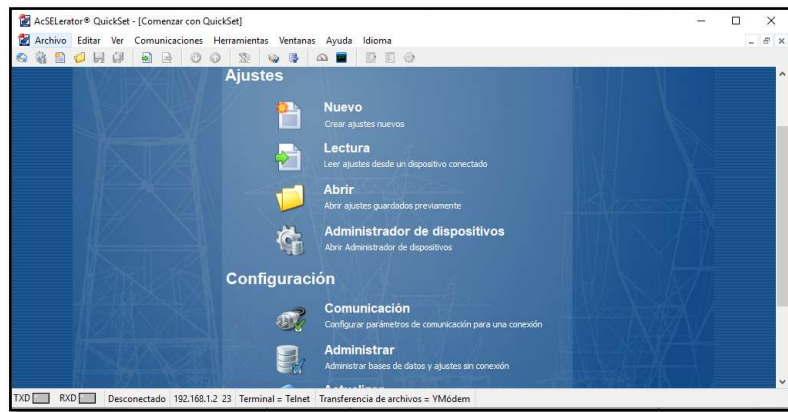 AcSELerator® QuickSet - [Comenzar con QuickSet]
Archivo Editar Ver Comunicaciones Herramientas Ventanas Ayuda Idioma
Ajustes
Nuevo
Crear ajustes nuevos
Lectura
Leer ajustes desde un dispositivo conectado
Abrir
Abrir ajustes guardados previamente
Administrador de dispositivos
Abrir Administrador de dispositivos
Configuración
Comunicación
Configurar parámetros de comunicación para una conexión
Administrar
Administrar bases de datos y ajustes sin conexión
TXD RXD Desconectado 192.168.1.2 23 Terminal = Telnet Transferencia de archivos = YMódem